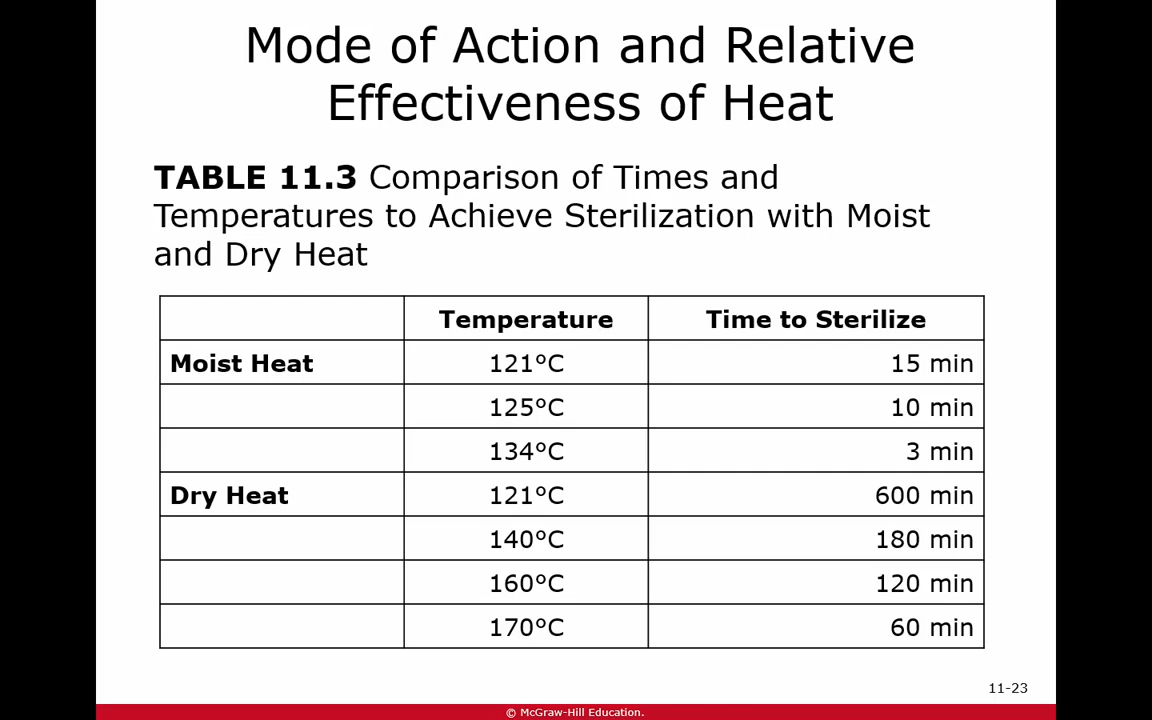 Mode of Action and Relative
Effectiveness of Heat
TABLE 11.3 Comparison of Times and
Temperatures to Achieve Sterilization with Moist
and Dry Heat
Temperature Time to Sterilize
Moist Heat 121°C 15 min
125°C 10 min
134°C 3 min
Dry Heat 121°C 600 min
140°C 180 min
160°C 120 min
170°C 60 min
11-23
© McGraw-Hill Education.